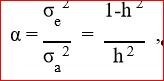 α = σe² / σa² = 1-h² / h² ,